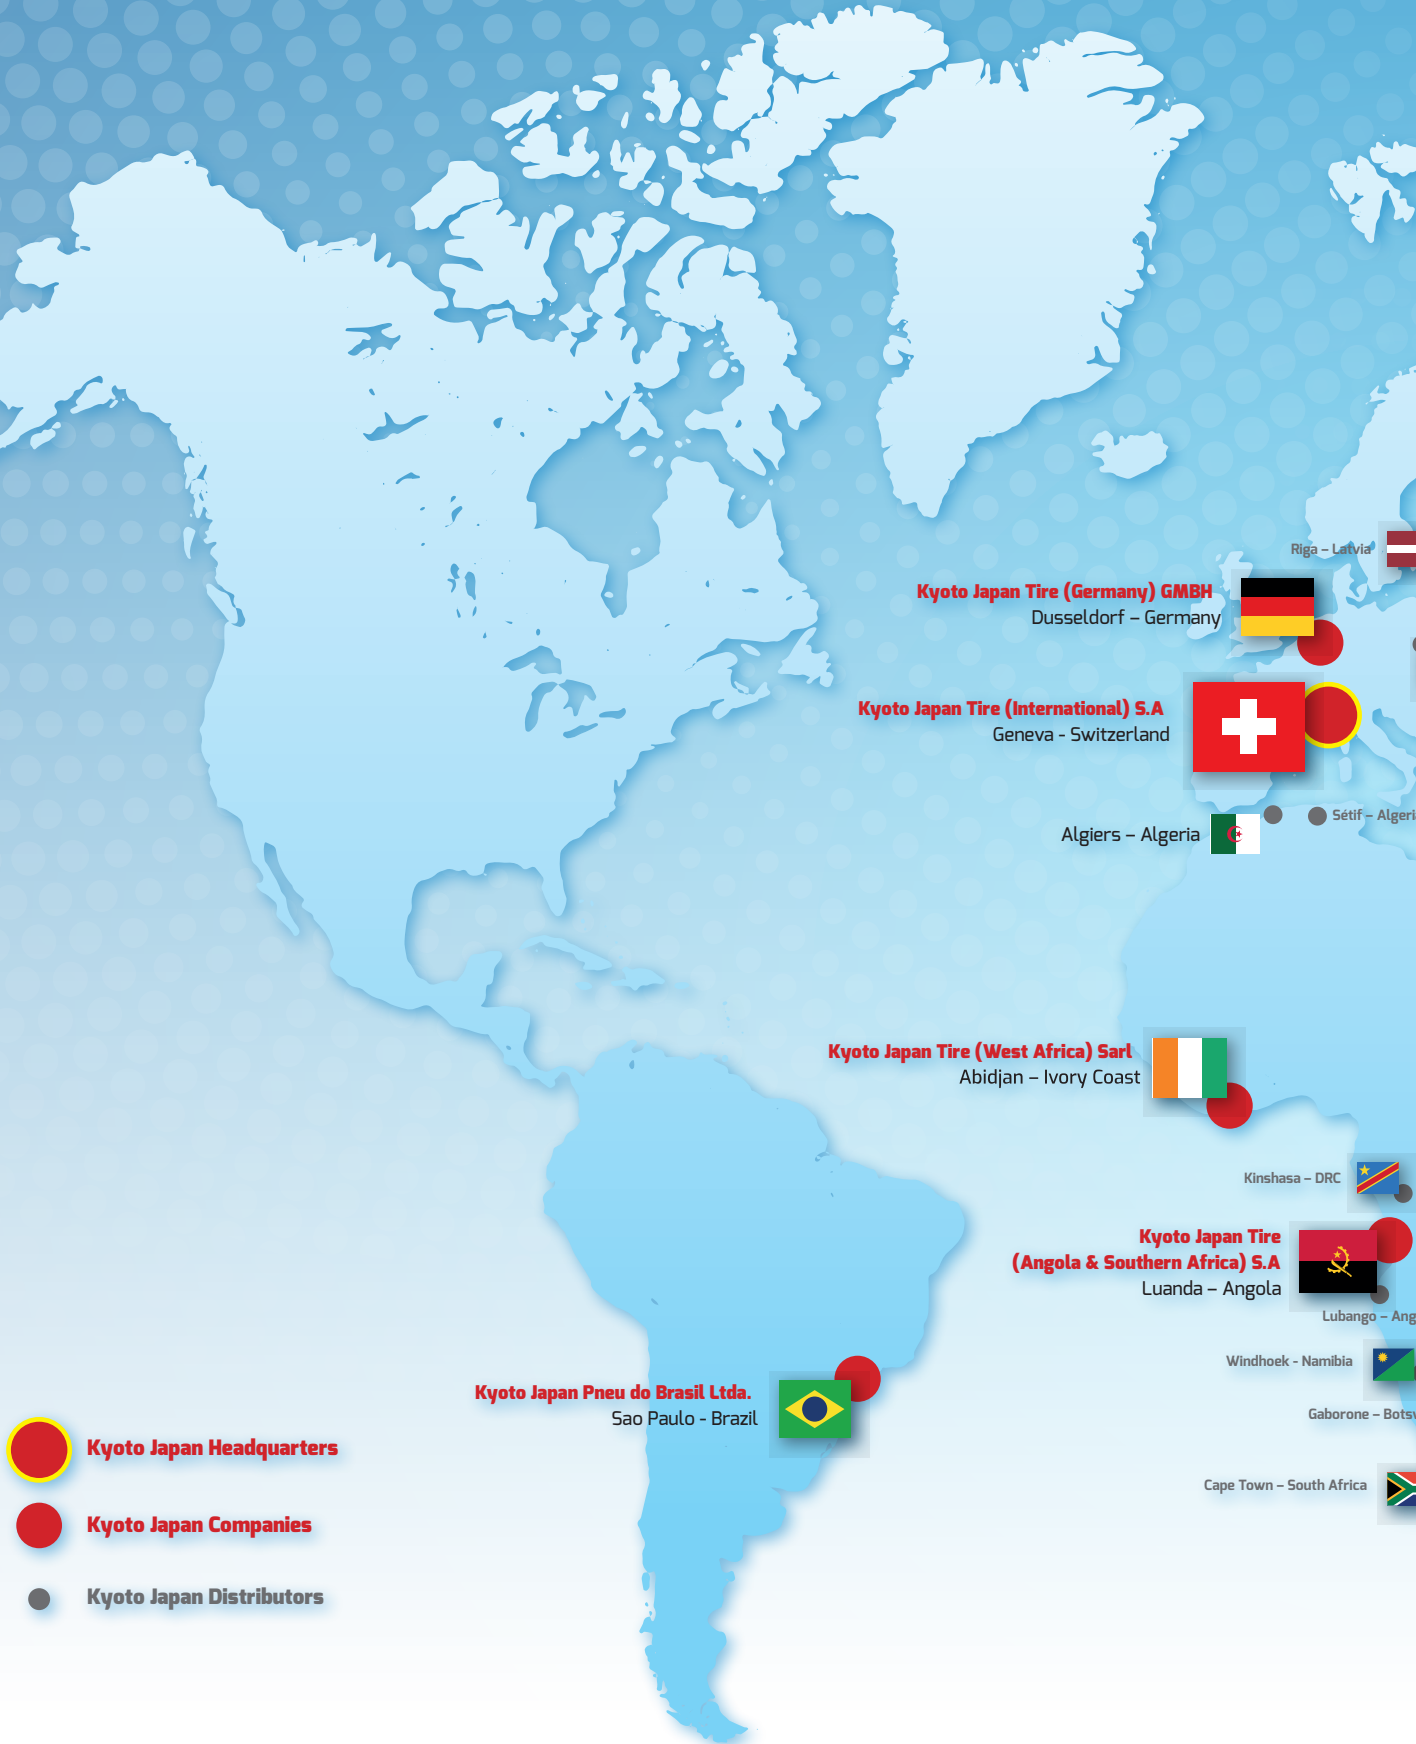 Riga – Latvia
Kyoto Japan Tire (Germany) GMBH
Dusseldorf – Germany
Kyoto Japan Tire (International) S.A
Geneva - Switzerland
Sétif – Algeria
Algiers – Algeria
Kyoto Japan Tire (West Africa) Sarl
Abidjan – Ivory Coast
Kinshasa – DRC
Kyoto Japan Tire
(Angola & Southern Africa) S.A
Luanda – Angola
Lubango –
Windhoek - Namibia
Kyoto Japan Pneu do Brasil Ltda.
Sao Paulo - Brazil
Gaborone –
Cape Town – South Africa
Kyoto Japan Headquarters
Kyoto Japan Companies
Kyoto Japan Distributors